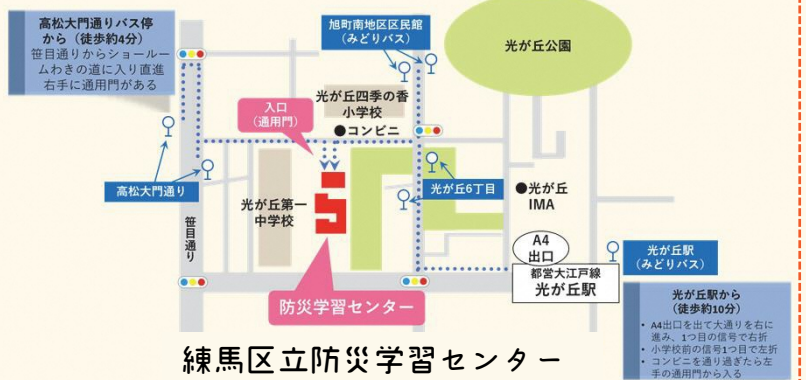 高松大門通りバス停
から（徒歩約4分）
笹目通りからショールー
ムわきの道に入り直進
右手に通用門がある
旭町南地区区民館
（みどりバス）
光が丘公園
入口
（通用門）
光が丘四季の香
小学校
●コンビニ
高松大門通り
笹目通り
光が丘第一
中学校
光が丘6丁目
●光が丘
IMA
A4
出口
都営大江戸線
光が丘駅
光が丘駅
（みどりバス）
防災学習センター
光が丘駅から
（徒歩約10分）
• A4出口を出て大通りを右に
進み、1つ目の信号で右折
• 小学校前の信号1つ目で左折
• コンビニを通り過ぎたら左
手の通用門から入る
練馬区立防災学習センター